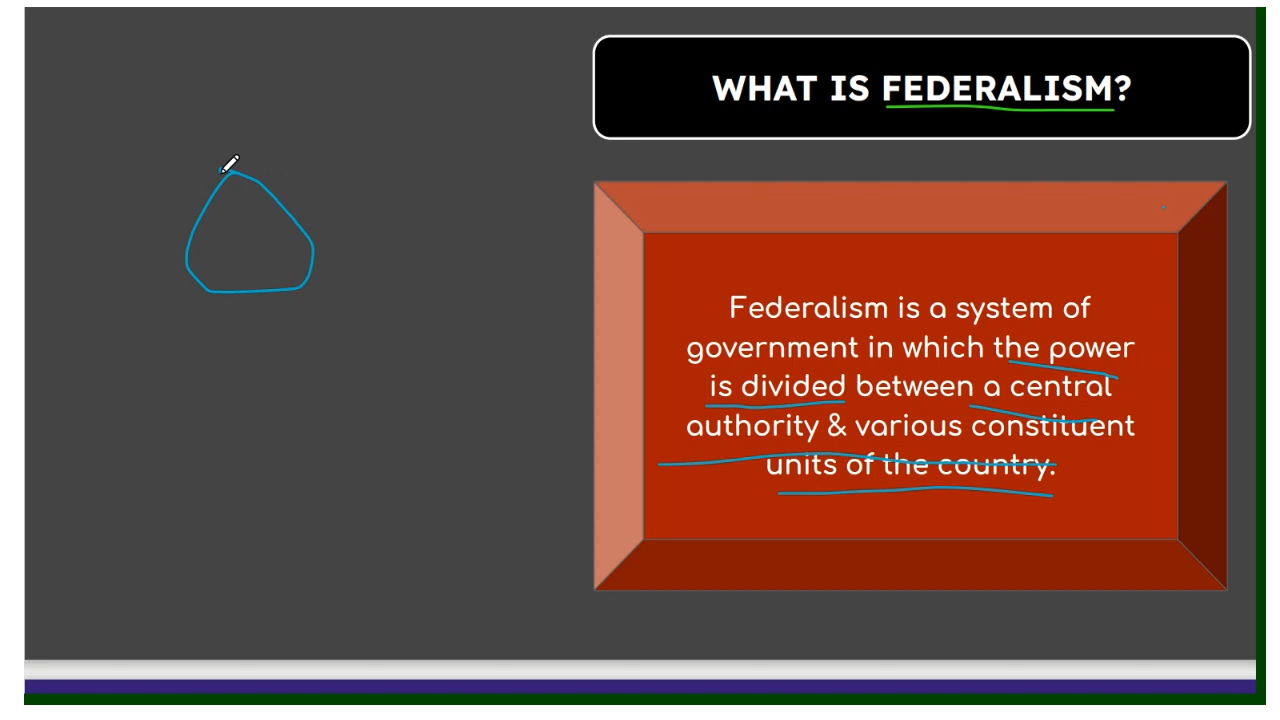 WHAT IS FEDERALISM?
Federalism is a system of
government in which the power
is divided between a central
authority & various constituent
units of the country.